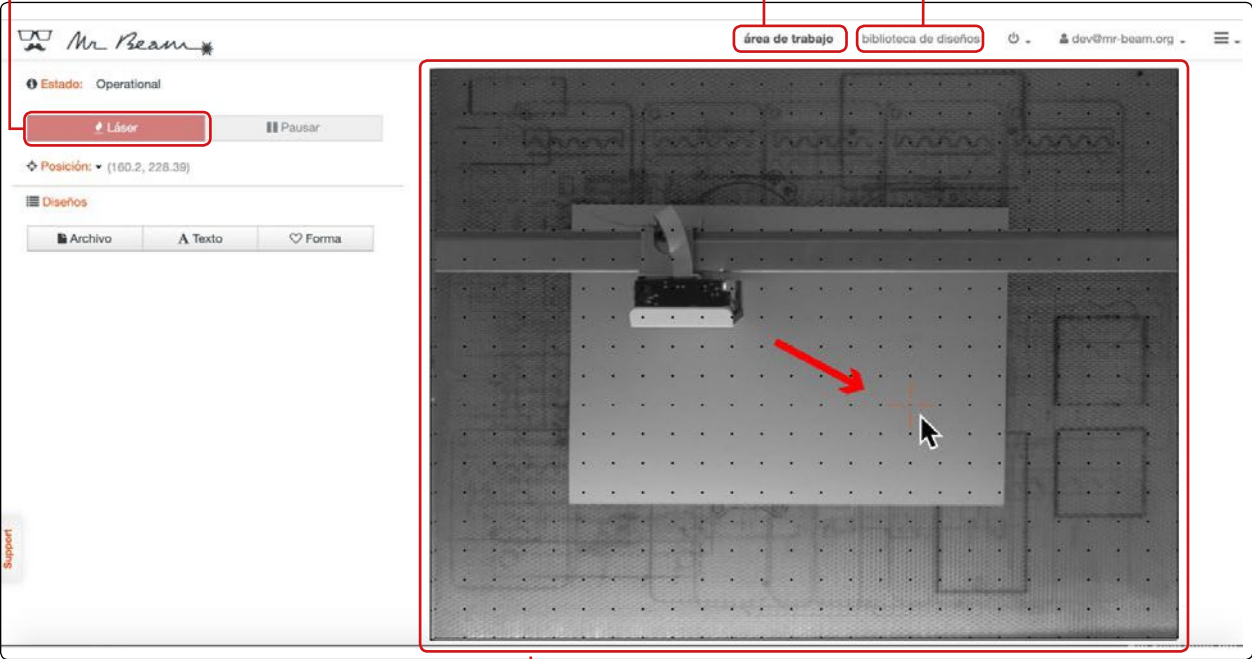 Mr Beam
área de trabajo
biblioteca de diseños
dev@mr-beam.org
Estado: Operational
Láser
Pausar
Posición: (160.2, 228.39)
Diseños
Archivo
Texto
Forma
Support